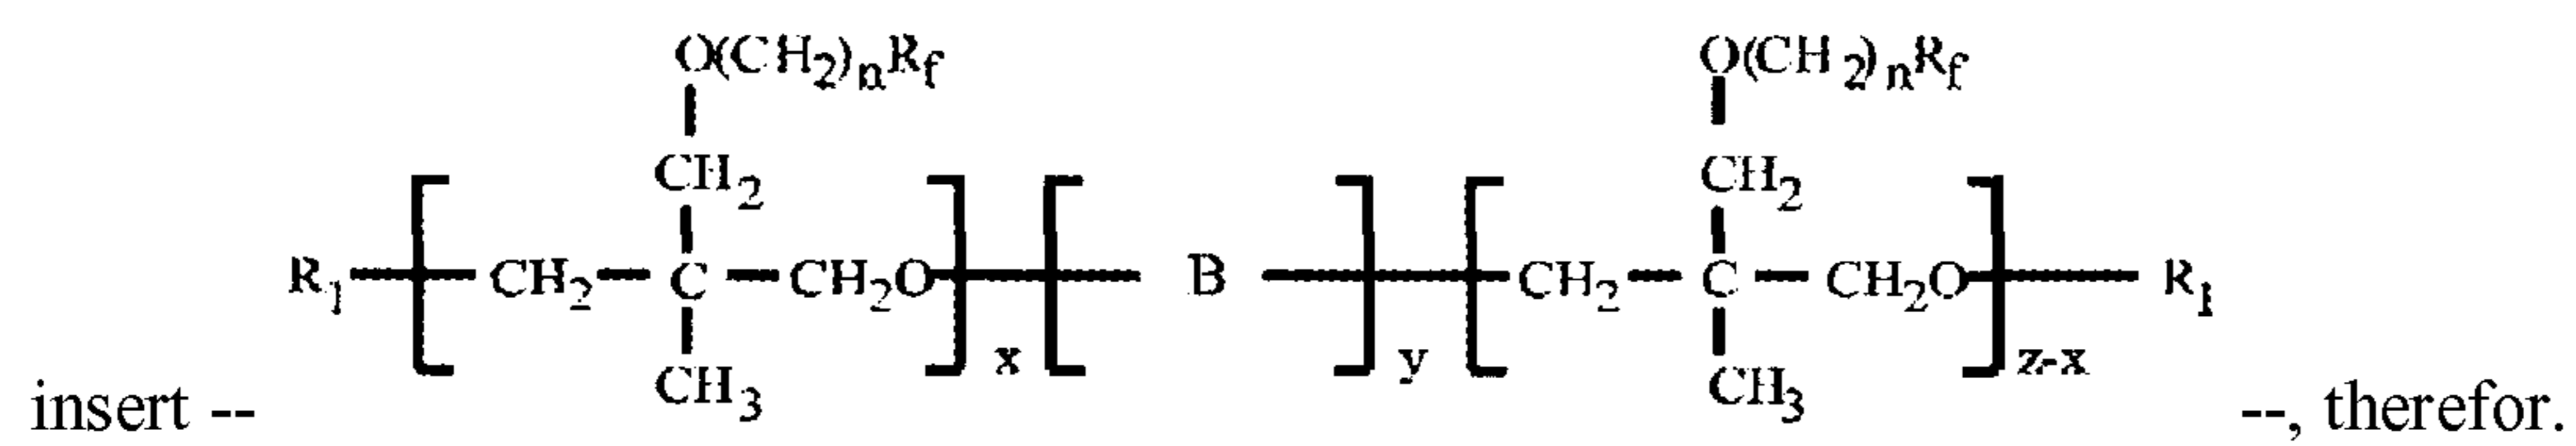 O(CH2)nRf O(CH2)nRf
CH2 CH2
R1 CH2 C CH2O B CH2 C CH2O R1
x y z-x
CH3 CH3
insert -- --, therefor.